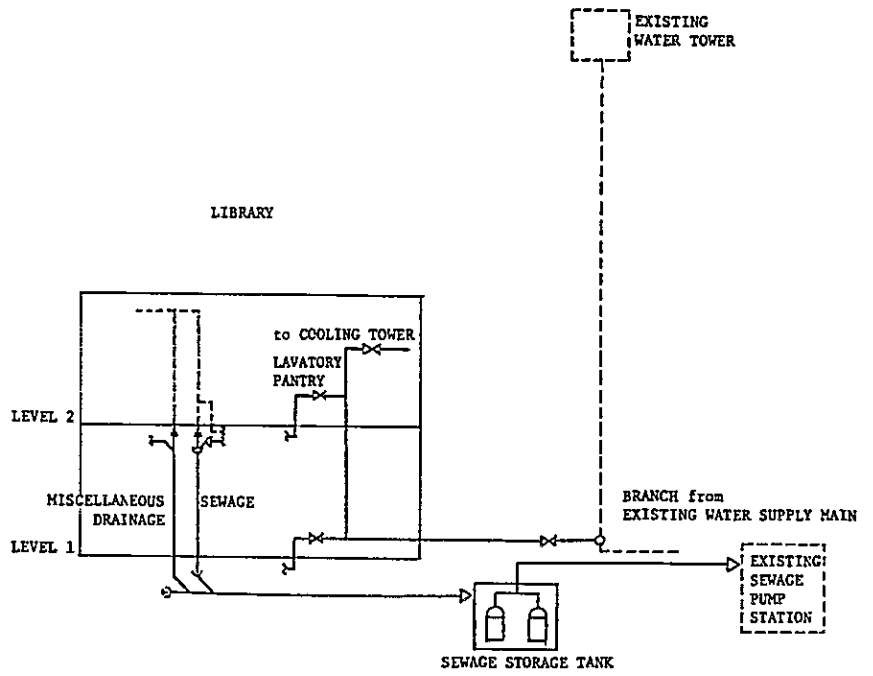 EXISTING
WATER TOWER
LIBRARY
to COOLING TOWER
LAVATORY
PANTRY
LEVEL 2
MISCELLANEOUS
DRAINAGE
SEWAGE
LEVEL 1
BRANCH from
EXISTING WATER SUPPLY MAIN
EXISTING
SEWAGE
PUMP
STATION
SEWAGE STORAGE TANK